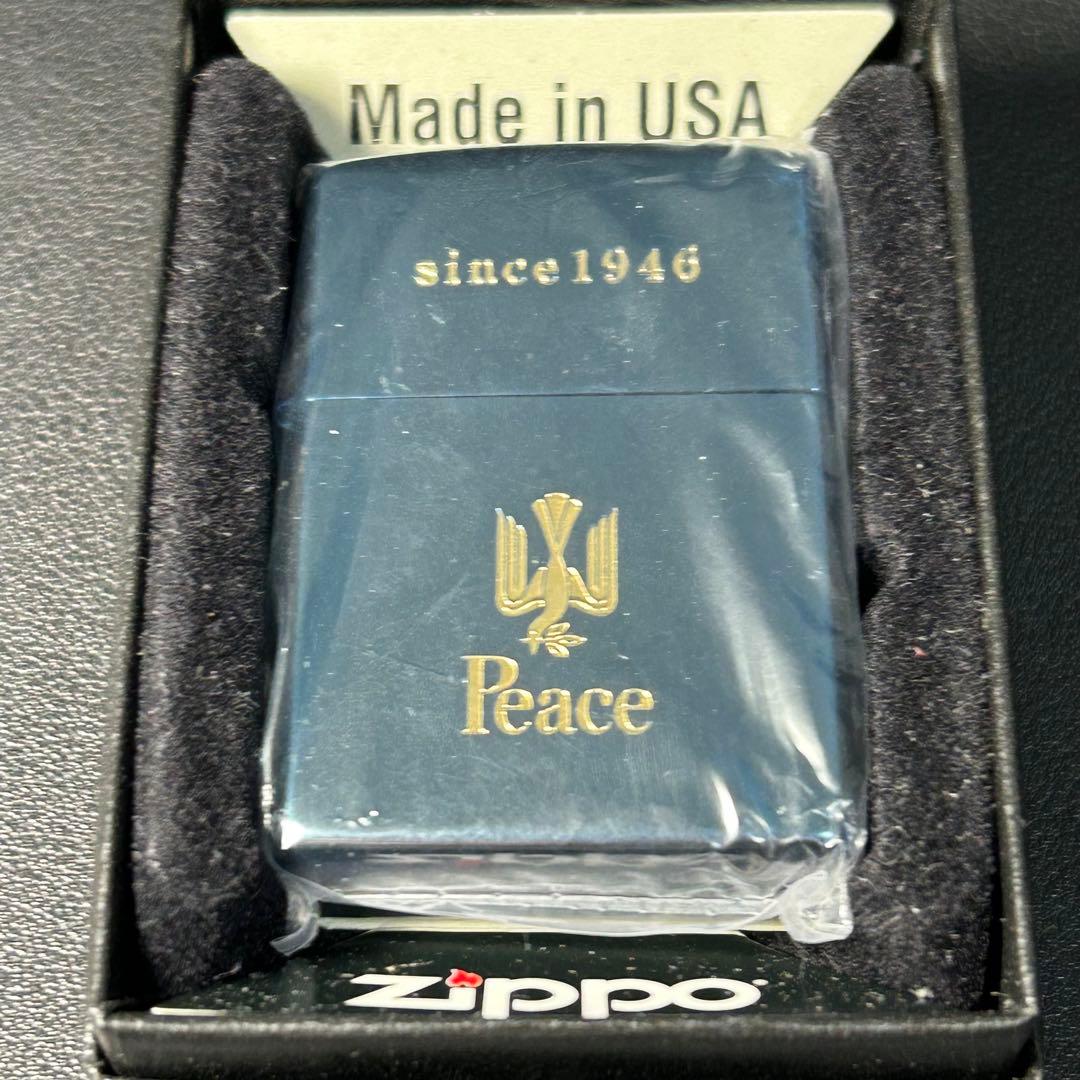 Made in USA
since 1946
Peace
Zippo